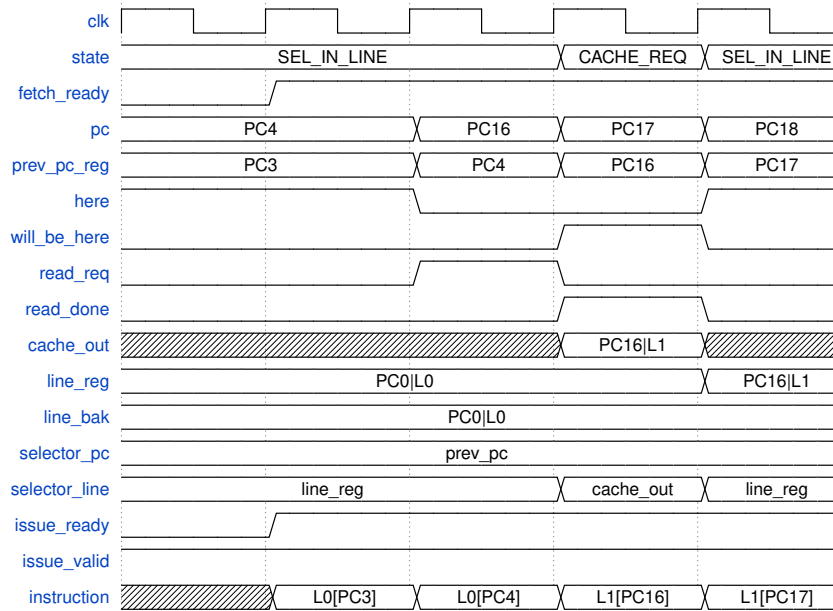 clk
state SEL_IN_LINE CACHE_REQ SEL_IN_LINE
fetch_ready
pc PC4 PC16 PC17 PC18
prev_pc_reg PC3 PC4 PC16 PC17
here
will_be_here
read_req
read_done
cache_out PC16|L1
line_reg PC0|L0 PC16|L1
line_bak PC0|L0
selector_pc prev_pc
selector_line line_reg cache_out line_reg
issue_ready
issue_valid
instruction L0[PC3] L0[PC4] L1[PC16] L1[PC17]